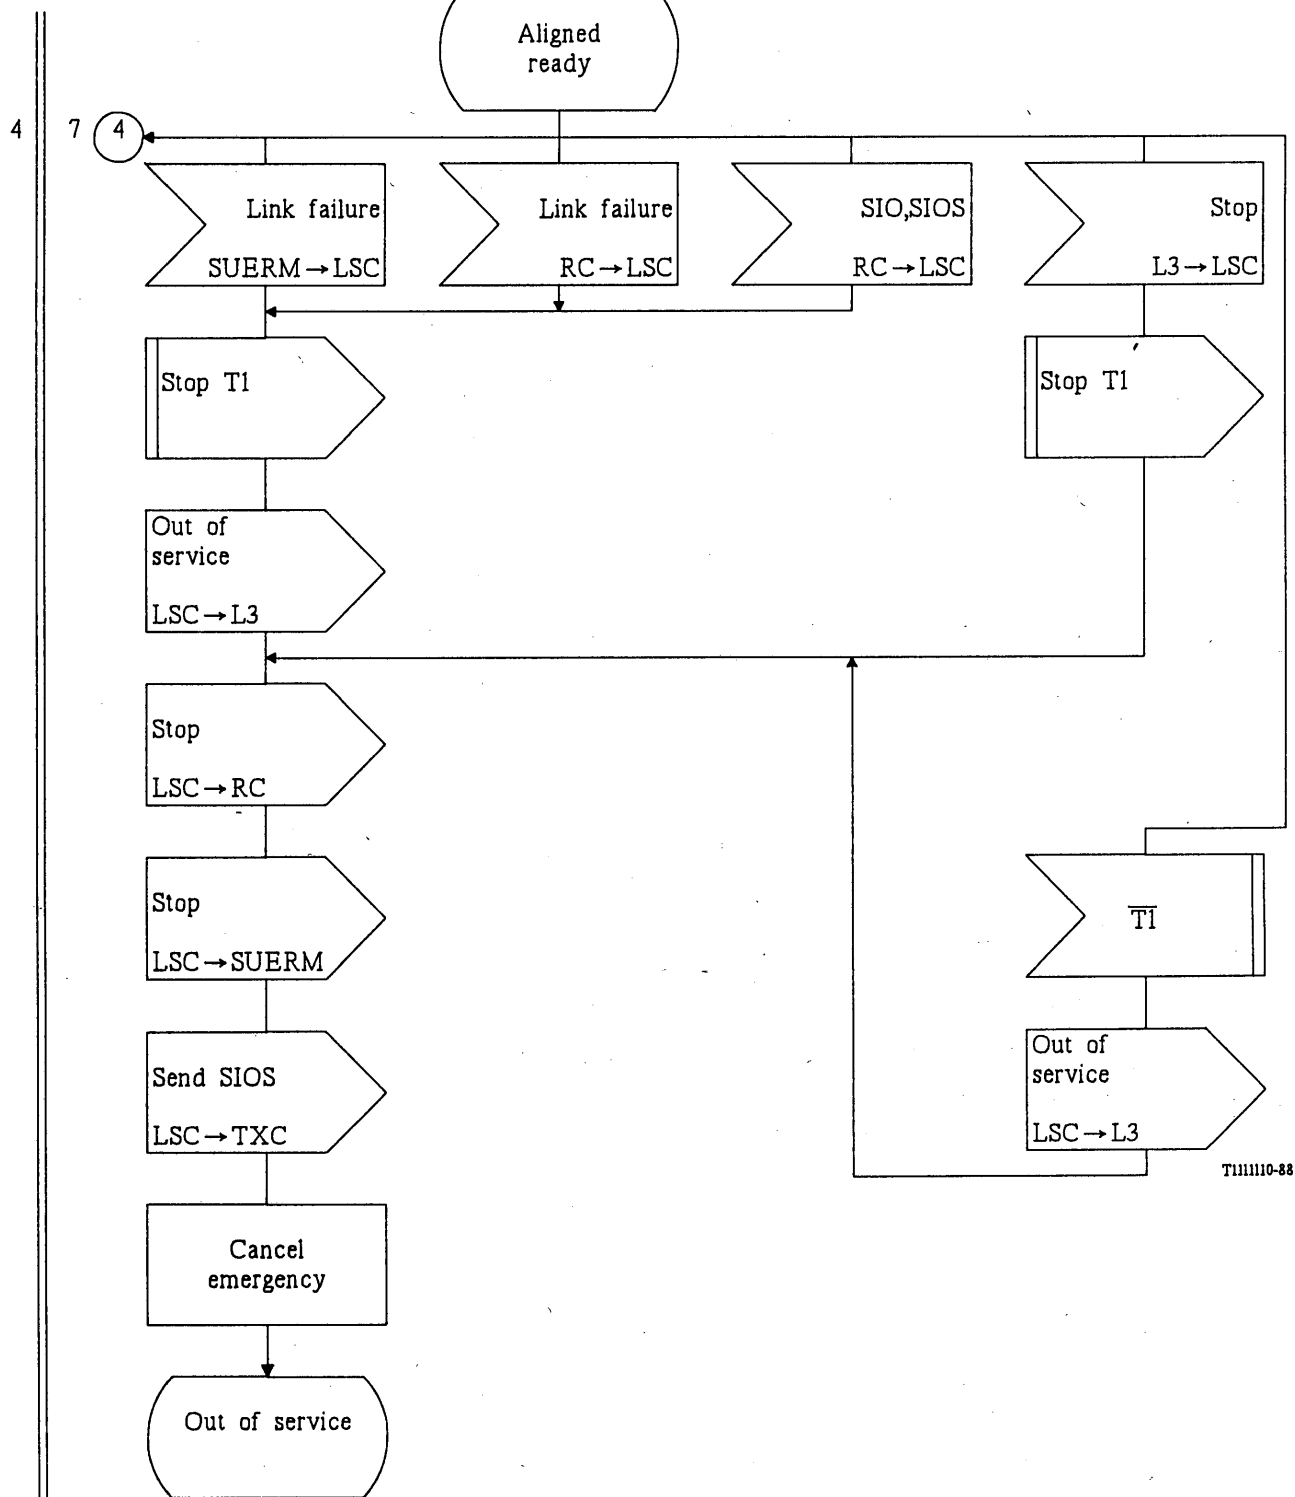 Aligned
ready
4 7 4
Link failure
SUERM→LSC
Link failure
RC→LSC
SIO,SIOS
RC→LSC
Stop
L3→LSC
Stop T1
Stop T1
Out of
service
LSC→L3
Stop
LSC→RC
Stop
LSC→SUERM
T1
Send SIOS
LSC→TXC
Out of
service
LSC→L3
T1111110-88
Cancel
emergency
Out of service